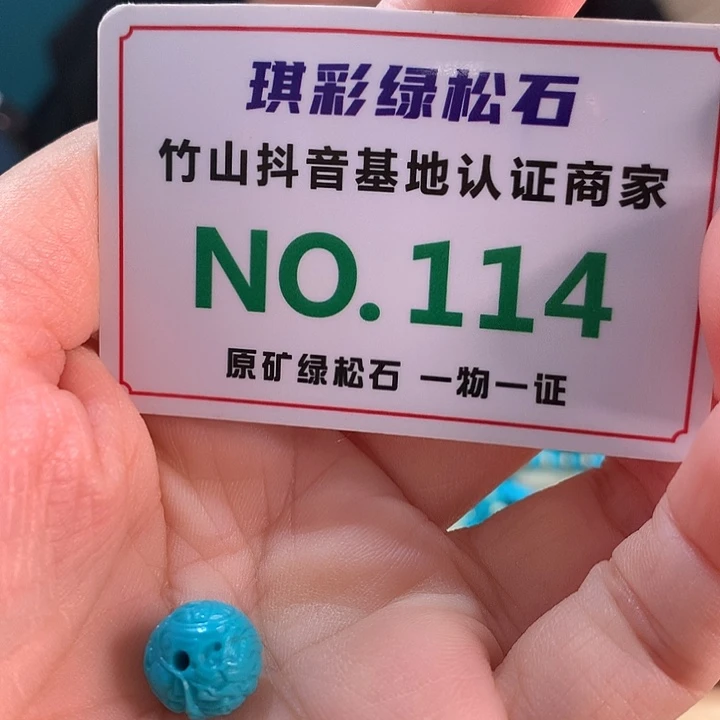 琪彩绿松石
竹山抖音基地认证商家
NO.114
原矿绿松石 一物一证